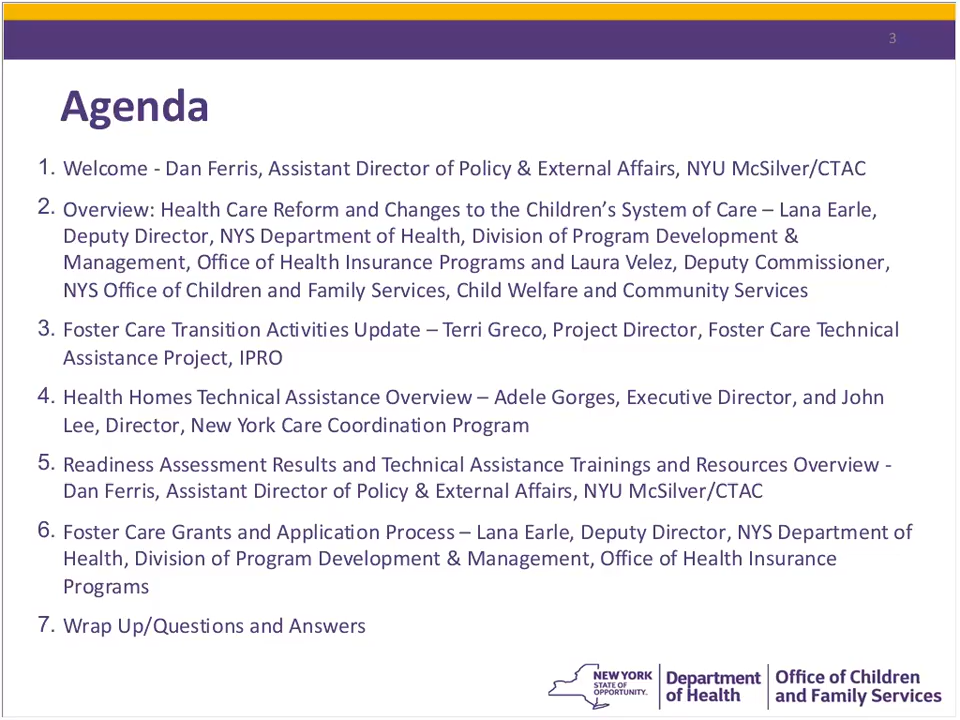 3
Agenda
1. Welcome - Dan Ferris, Assistant Director of Policy & External Affairs, NYU McSilver/CTAC
2. Overview: Health Care Reform and Changes to the Children’s System of Care – Lana Earle,
Deputy Director, NYS Department of Health, Division of Program Development &
Management, Office of Health Insurance Programs and Laura Velez, Deputy Commissioner,
NYS Office of Children and Family Services, Child Welfare and Community Services
3. Foster Care Transition Activities Update – Terri Greco, Project Director, Foster Care Technical
Assistance Project, IPRO
4. Health Homes Technical Assistance Overview – Adele Gorges, Executive Director, and John
Lee, Director, New York Care Coordination Program
5. Readiness Assessment Results and Technical Assistance Trainings and Resources Overview -
Dan Ferris, Assistant Director of Policy & External Affairs, NYU McSilver/CTAC
6. Foster Care Grants and Application Process – Lana Earle, Deputy Director, NYS Department of
Health, Division of Program Development & Management, Office of Health Insurance
Programs
7. Wrap Up/Questions and Answers
NEW YORK
STATE OF
OPPORTUNITY.
Department
of Health
Office of Children
and Family Services